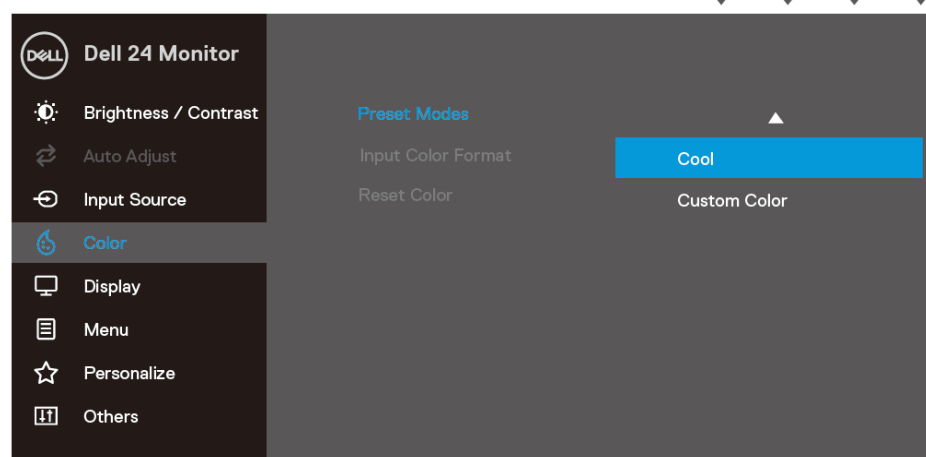 DELL
Dell 24 Monitor
Brightness / Contrast
Preset Modes
Auto Adjust
Input Color Format
Cool
Input Source
Reset Color
Custom Color
Color
Display
Menu
Personalize
Others